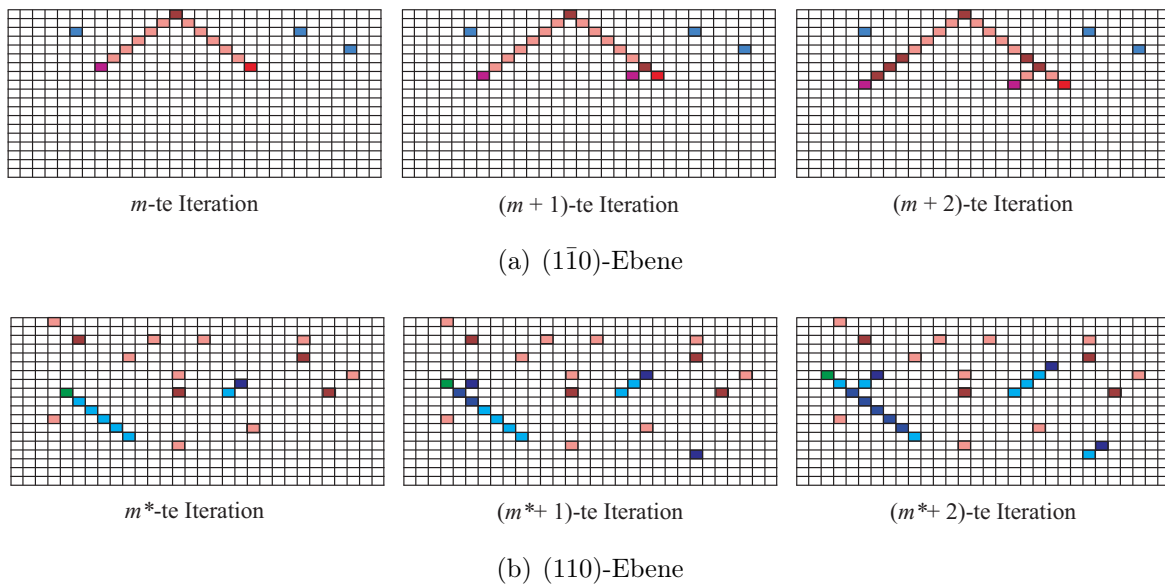 m-te Iteration (m + 1)-te Iteration (m + 2)-te Iteration
(a) (11̄0)-Ebene
m*-te Iteration (m*+ 1)-te Iteration (m*+ 2)-te Iteration
(b) (110)-Ebene